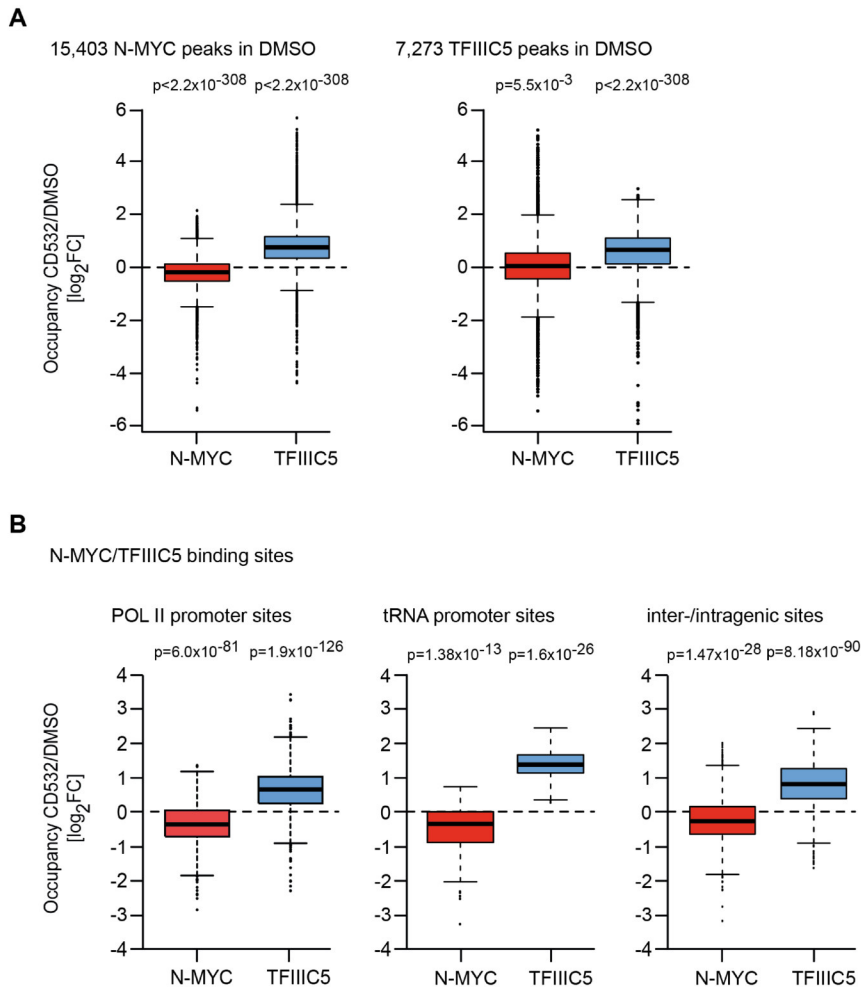 A
15,403 N-MYC peaks in DMSO
7,273 TFIIIC5 peaks in DMSO
p<2.2x10-308
p<2.2x10-308
p=5.5x10-3
p<2.2x10-308
Occupancy CD532/DMSO
[log2FC]
6
4
2
0
-2
-4
-6
N-MYC
TFIIIC5
6
4
2
0
-2
-4
-6
N-MYC
TFIIIC5
B
N-MYC/TFIIIC5 binding sites
POL II promoter sites
tRNA promoter sites
inter-/intragenic sites
p=6.0x10-81
p=1.9x10-126
p=1.38x10-13
p=1.6x10-26
p=1.47x10-28
p=8.18x10-90
Occupancy CD532/DMSO
[log2FC]
4
3
2
1
0
-1
-2
-3
-4
N-MYC
TFIIIC5
4
3
2
1
0
-1
-2
-3
-4
N-MYC
TFIIIC5
4
3
2
1
0
-1
-2
-3
-4
N-MYC
TFIIIC5